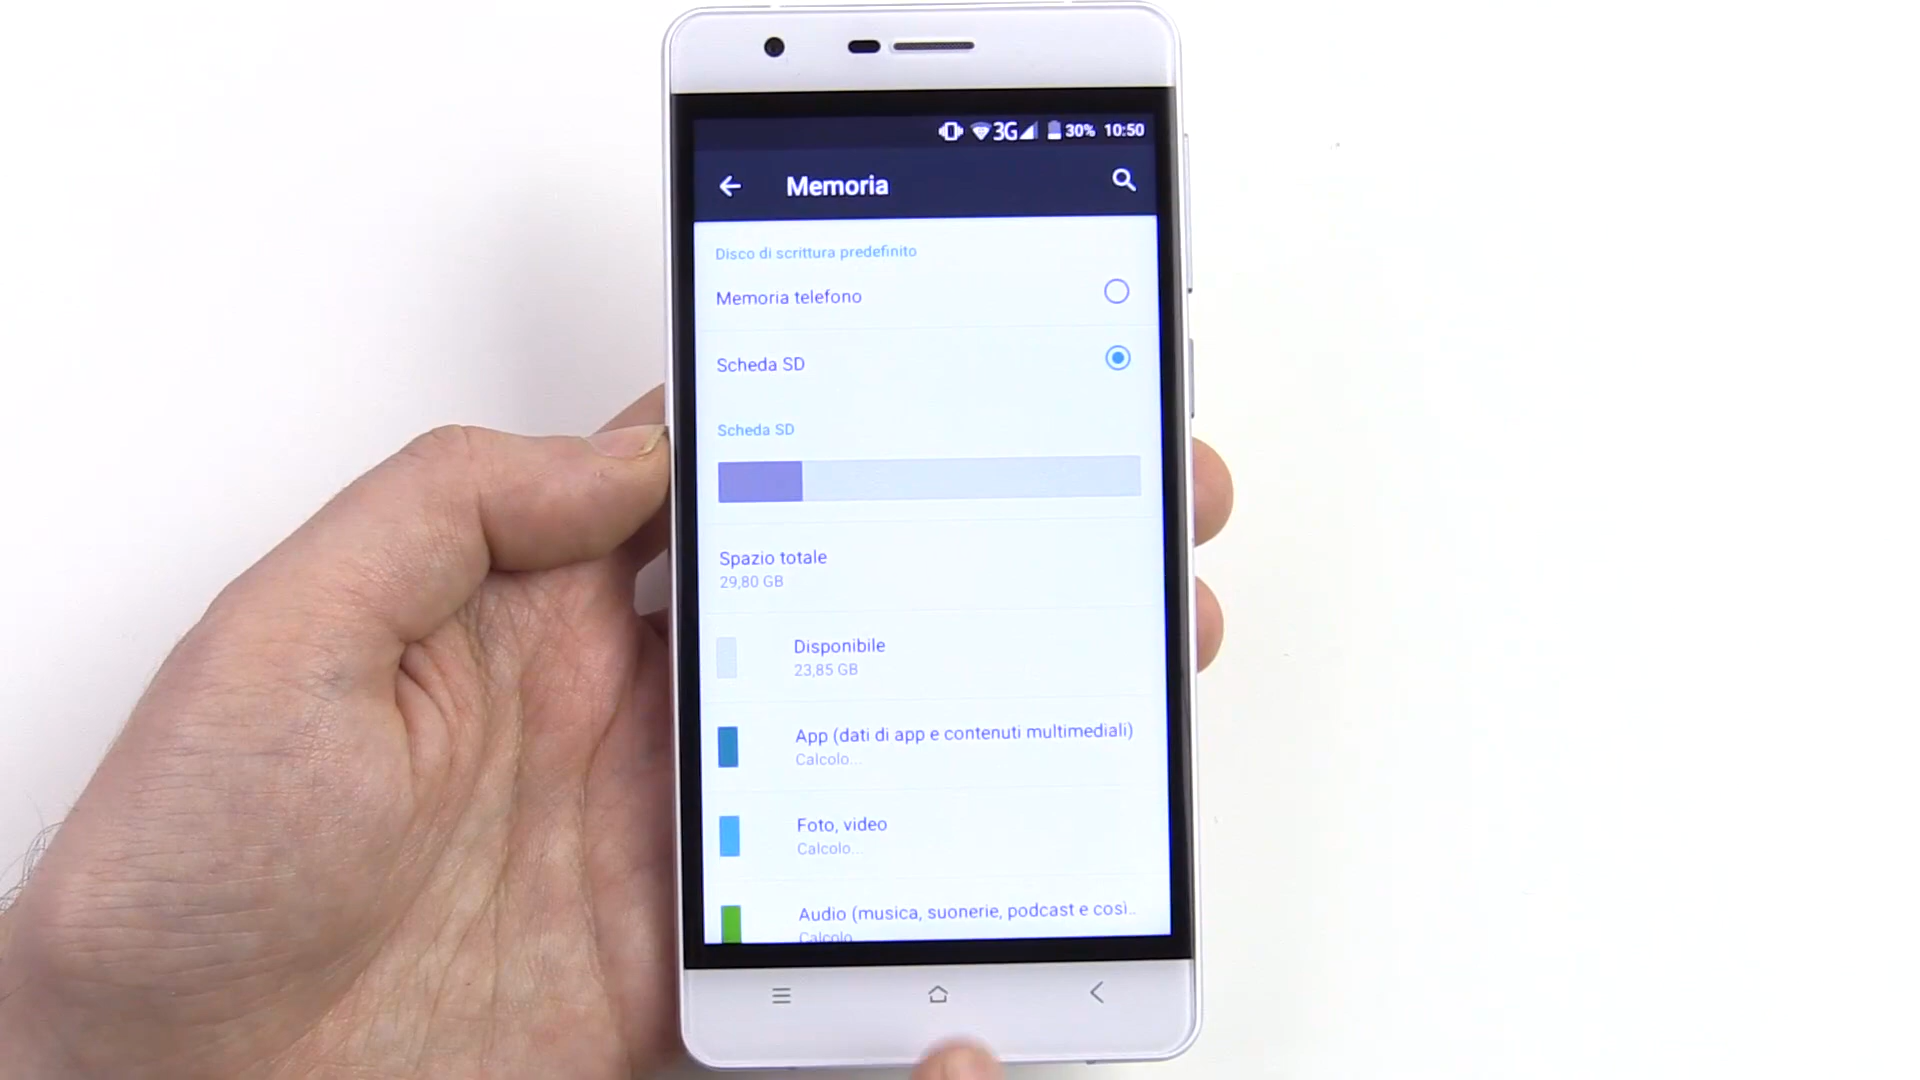 3G 30% 10:50
Memoria
Disco di scrittura predefinito
Memoria telefono
Scheda SD
Scheda SD
Spazio totale
29,80 GB
Disponibile
23,85 GB
App (dati di app e contenuti multimediali)
Calcolo...
Foto, video
Calcolo...
Audio (musica, suonerie, podcast e così..
Calcolo